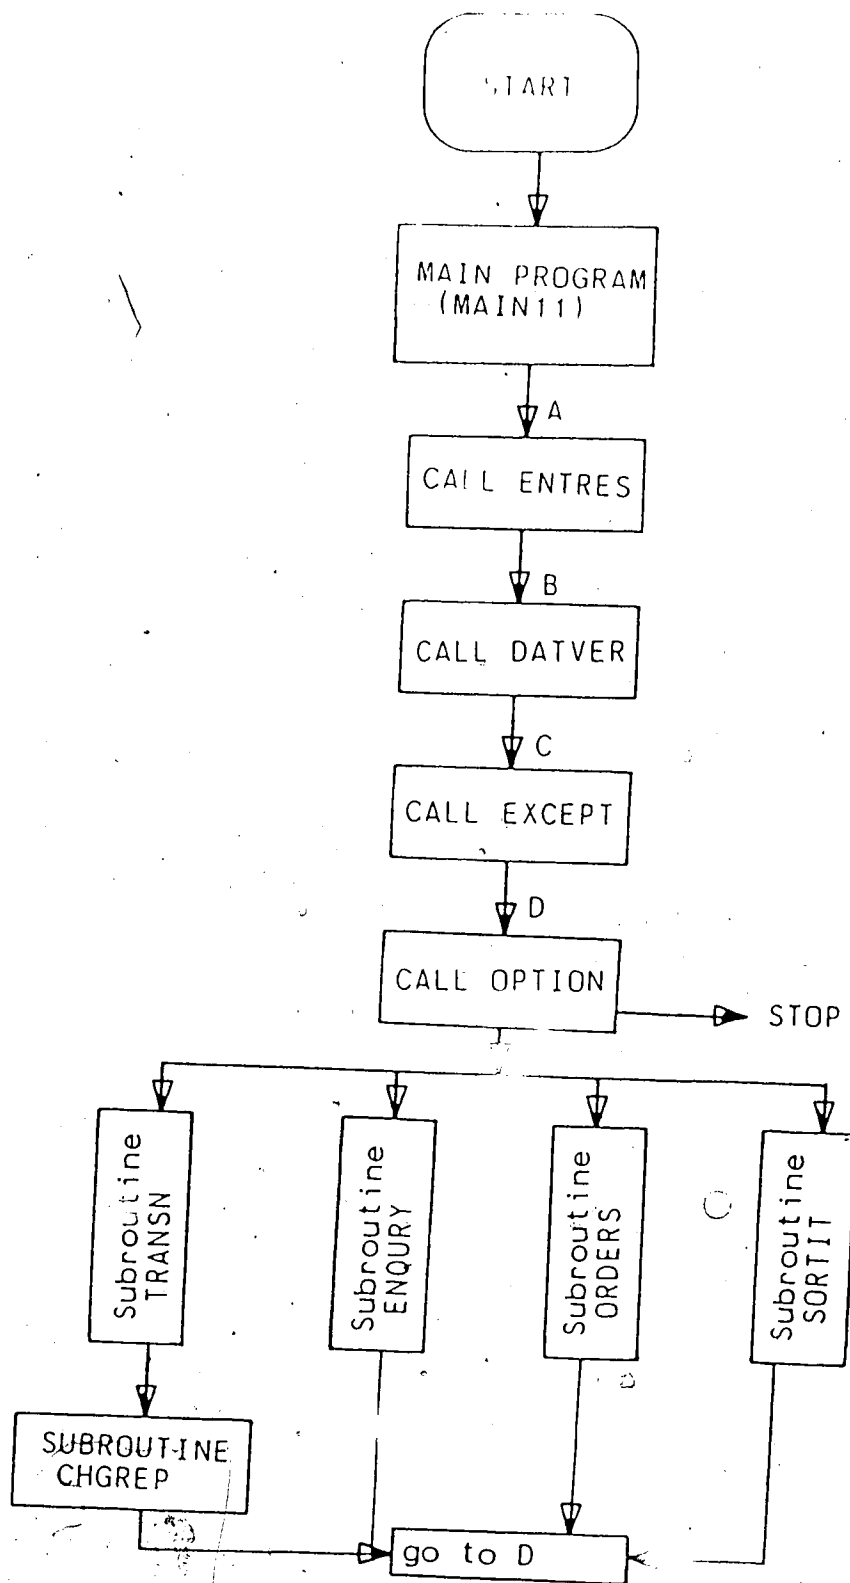 START
MAIN PROGRAM
(MAIN11)
A
CALL ENTRES
B
CALL DATVER
C
CALL EXCEPT
D
CALL OPTION
STOP
Subroutine
TRANSN
Subroutine
ENQURY
Subroutine
ORDERS
Subroutine
SORTIT
SUBROUTINE
CHGREP
go to D